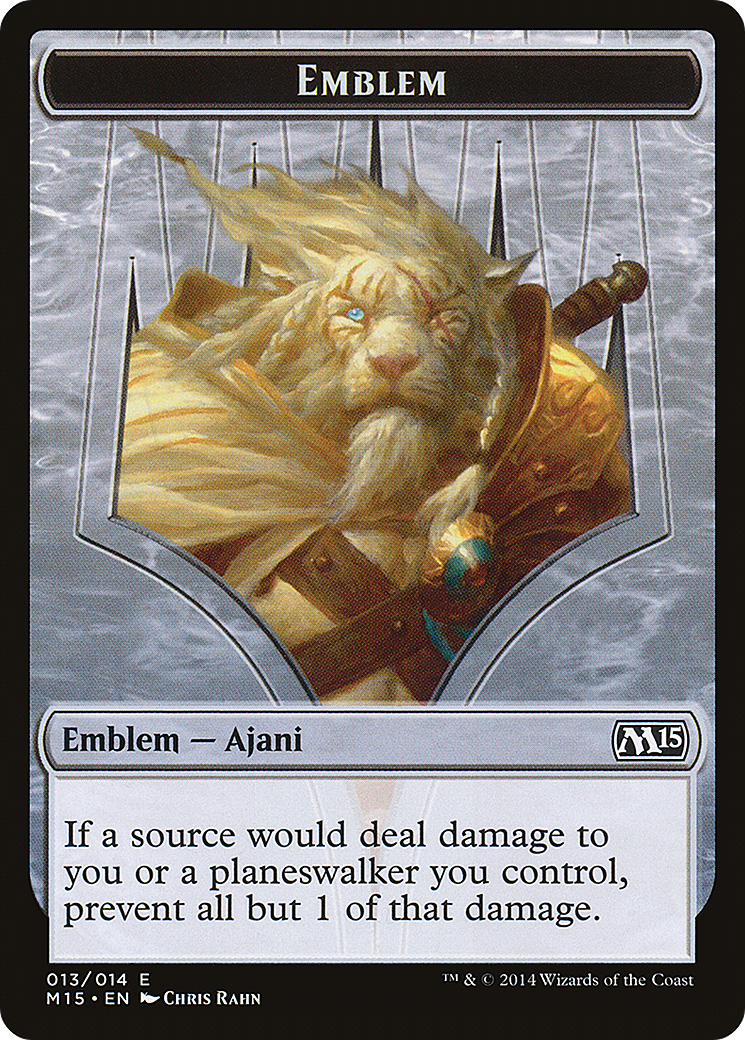 Emblem
Emblem — Ajani
M15
If a source would deal damage to
you or a planeswalker you control,
prevent all but 1 of that damage.
013/014 E
M15 • EN Chris Rahn
™ & © 2014 Wizards of the Coast